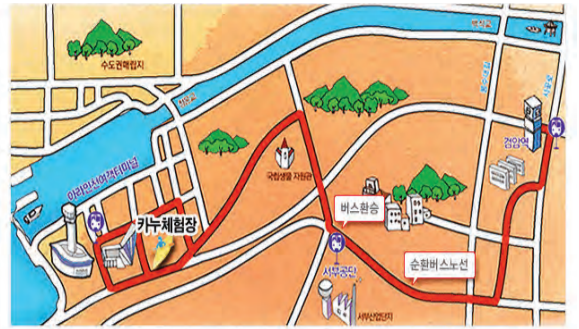 수도권매립지
검암역
국립생물 자원관
아라인천여객터미널
카누체험장
버스환승
서부공단
순환버스노선
서부산업단지